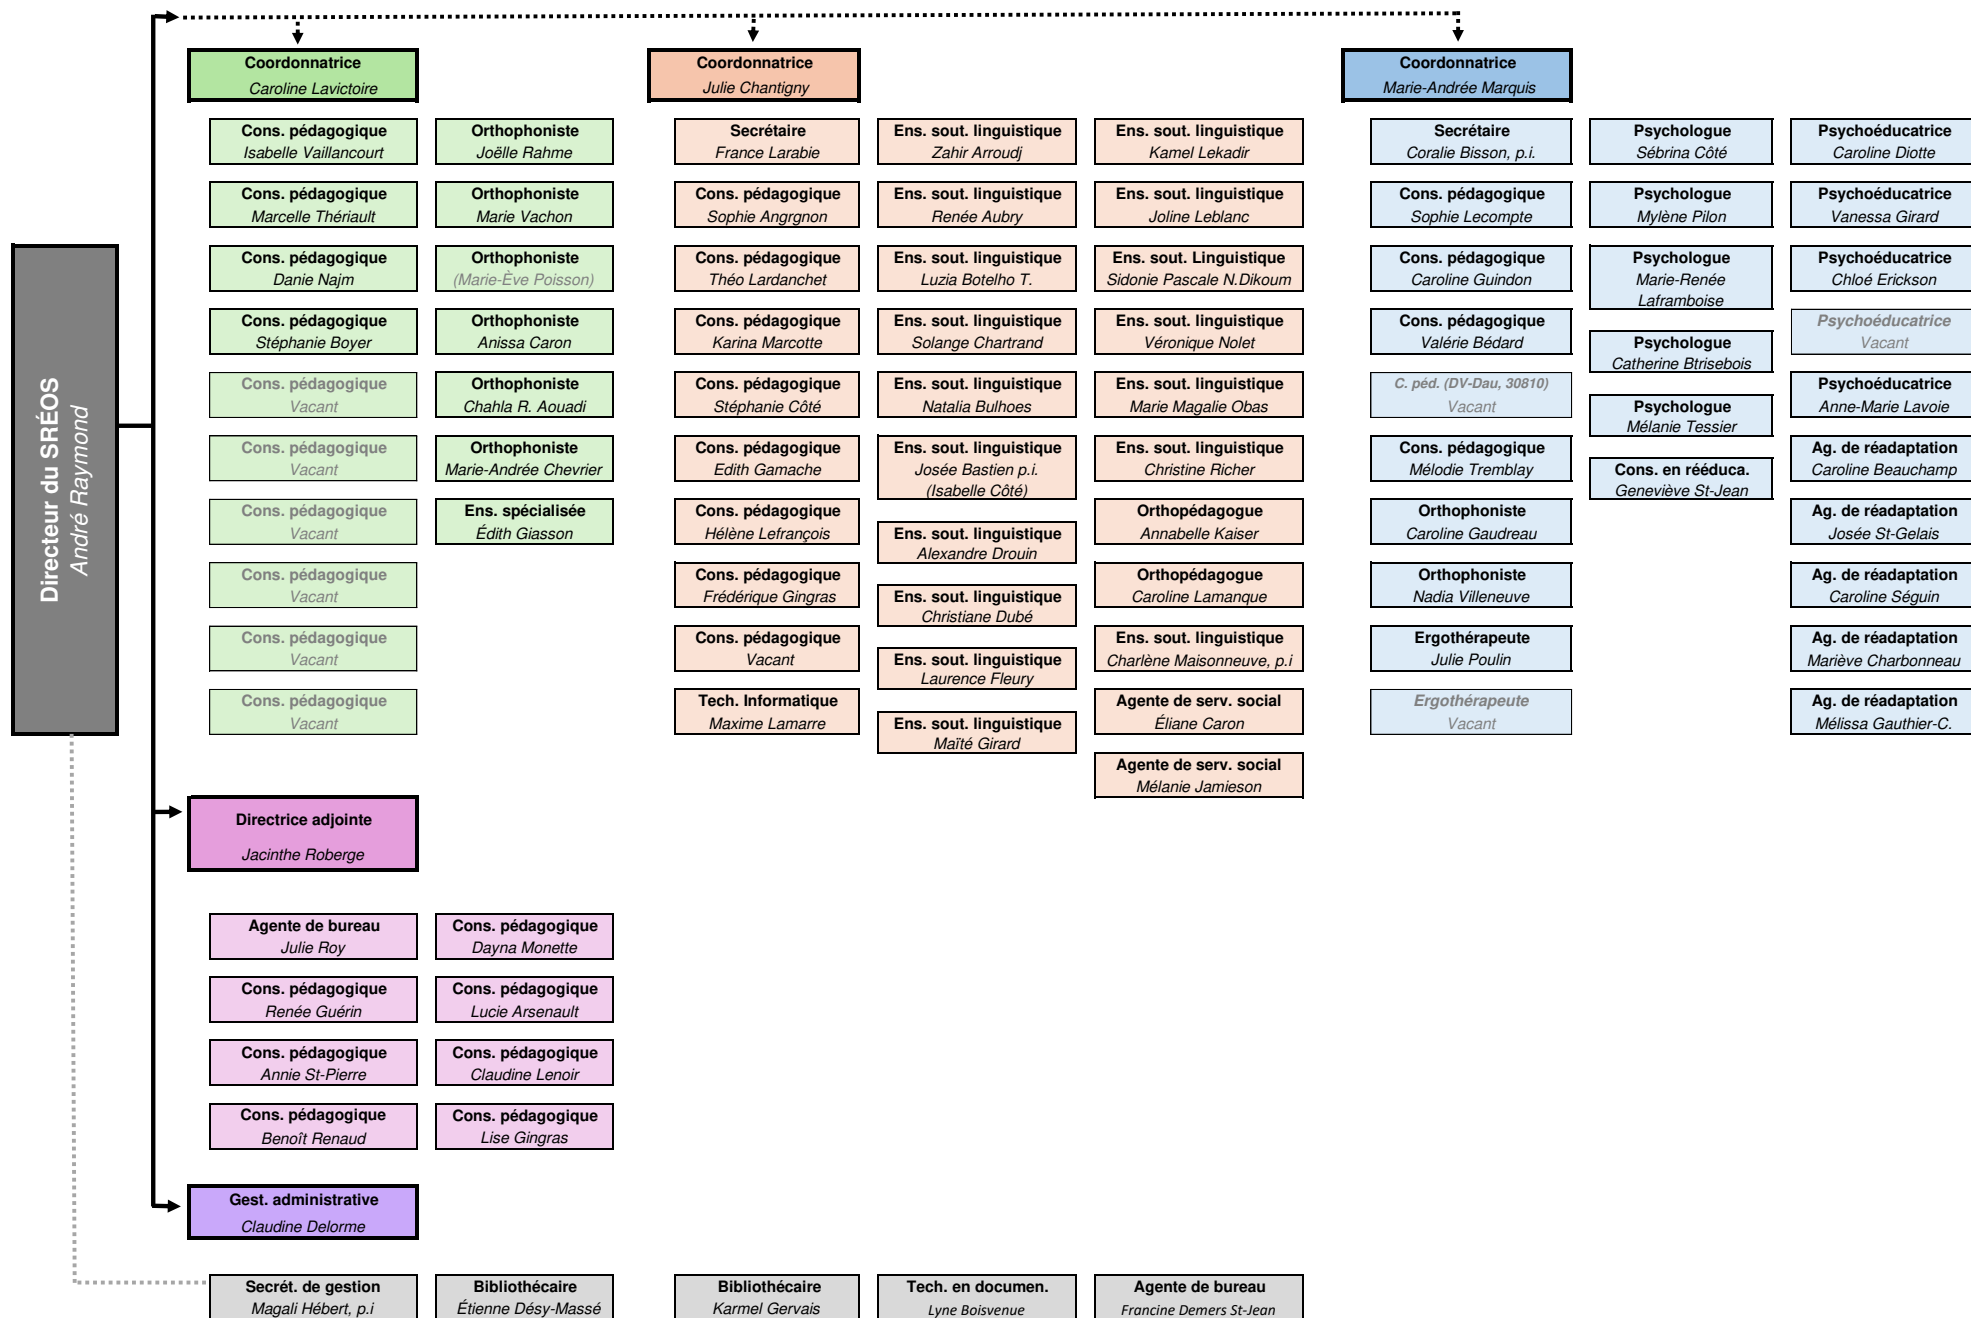 Directeur du SRÉOS
André Raymond
Coordonnatrice
Caroline Lavictoire
Cons. pédagogique
Isabelle Vaillancourt
Cons. pédagogique
Marcelle Thériault
Cons. pédagogique
Danie Najm
Cons. pédagogique
Stéphanie Boyer
Cons. pédagogique
Vacant
Cons. pédagogique
Vacant
Cons. pédagogique
Vacant
Cons. pédagogique
Vacant
Cons. pédagogique
Vacant
Cons. pédagogique
Vacant
Orthophoniste
Joëlle Rahme
Orthophoniste
Marie Vachon
Orthophoniste
(Marie-Ève Poisson)
Orthophoniste
Anissa Caron
Orthophoniste
Chahla R. Aouadi
Orthophoniste
Marie-Andrée Chevrier
Ens. spécialisée
Édith Giasson
Coordonnatrice
Julie Chantigny
Secrétaire
France Larabie
Cons. pédagogique
Sophie Angrgnon
Cons. pédagogique
Théo Lardanchet
Cons. pédagogique
Karina Marcotte
Cons. pédagogique
Stéphanie Côté
Cons. pédagogique
Edith Gamache
Cons. pédagogique
Hélène Lefrançois
Cons. pédagogique
Frédérique Gingras
Cons. pédagogique
Vacant
Tech. Informatique
Maxime Lamarre
Ens. sout. linguistique
Zahir Arroudj
Ens. sout. linguistique
Renée Aubry
Ens. sout. linguistique
Luzia Botelho T.
Ens. sout. linguistique
Solange Chartrand
Ens. sout. linguistique
Natalia Bulhoes
Ens. sout. linguistique
Josée Bastien p.i.
(Isabelle Côté)
Ens. sout. linguistique
Alexandre Drouin
Ens. sout. linguistique
Christiane Dubé
Ens. sout. linguistique
Laurence Fleury
Ens. sout. linguistique
Maïté Girard
Ens. sout. linguistique
Kamel Lekadir
Ens. sout. linguistique
Joline Leblanc
Ens. sout. Linguistique
Sidonie Pascale N.Dikoum
Ens. sout. linguistique
Véronique Nolet
Ens. sout. linguistique
Marie Magalie Obas
Ens. sout. linguistique
Christine Richer
Orthopédagogue
Annabelle Kaiser
Orthopédagogue
Caroline Lamanque
Ens. sout. linguistique
Charlène Maisonneuve, p.i
Agente de serv. social
Éliane Caron
Agente de serv. social
Mélanie Jamieson
Coordonnatrice
Marie-Andrée Marquis
Secrétaire
Coralie Bisson, p.i.
Cons. pédagogique
Sophie Lecompte
Cons. pédagogique
Caroline Guindon
Cons. pédagogique
Valérie Bédard
C. péd. (DV-Dau, 30810)
Vacant
Cons. pédagogique
Mélodie Tremblay
Orthophoniste
Caroline Gaudreau
Orthophoniste
Nadia Villeneuve
Ergothérapeute
Julie Poulin
Ergothérapeute
Vacant
Psychologue
Sébrina Côté
Psychologue
Mylène Pilon
Psychologue
Marie-Renée
Laframboise
Psychologue
Catherine Btrisebois
Psychologue
Mélanie Tessier
Cons. en rééduca.
Geneviève St-Jean
Psychoéducatrice
Caroline Diotte
Psychoéducatrice
Vanessa Girard
Psychoéducatrice
Chloé Erickson
Psychoéducatrice
Vacant
Psychoéducatrice
Anne-Marie Lavoie
Ag. de réadaptation
Caroline Beauchamp
Ag. de réadaptation
Josée St-Gelais
Ag. de réadaptation
Caroline Séguin
Ag. de réadaptation
Mariève Charbonneau
Ag. de réadaptation
Mélissa Gauthier-C.
Directrice adjointe
Jacinthe Roberge
Agente de bureau
Julie Roy
Cons. pédagogique
Renée Guérin
Cons. pédagogique
Annie St-Pierre
Cons. pédagogique
Benoît Renaud
Cons. pédagogique
Dayna Monette
Cons. pédagogique
Lucie Arsenault
Cons. pédagogique
Claudine Lenoir
Cons. pédagogique
Lise Gingras
Gest. administrative
Claudine Delorme
Secrét. de gestion
Magali Hébert, p.i
Bibliothécaire
Étienne Désy-Massé
Bibliothécaire
Karmel Gervais
Tech. en documen.
Lyne Boisvenue
Agente de bureau
Francine Demers St-Jean